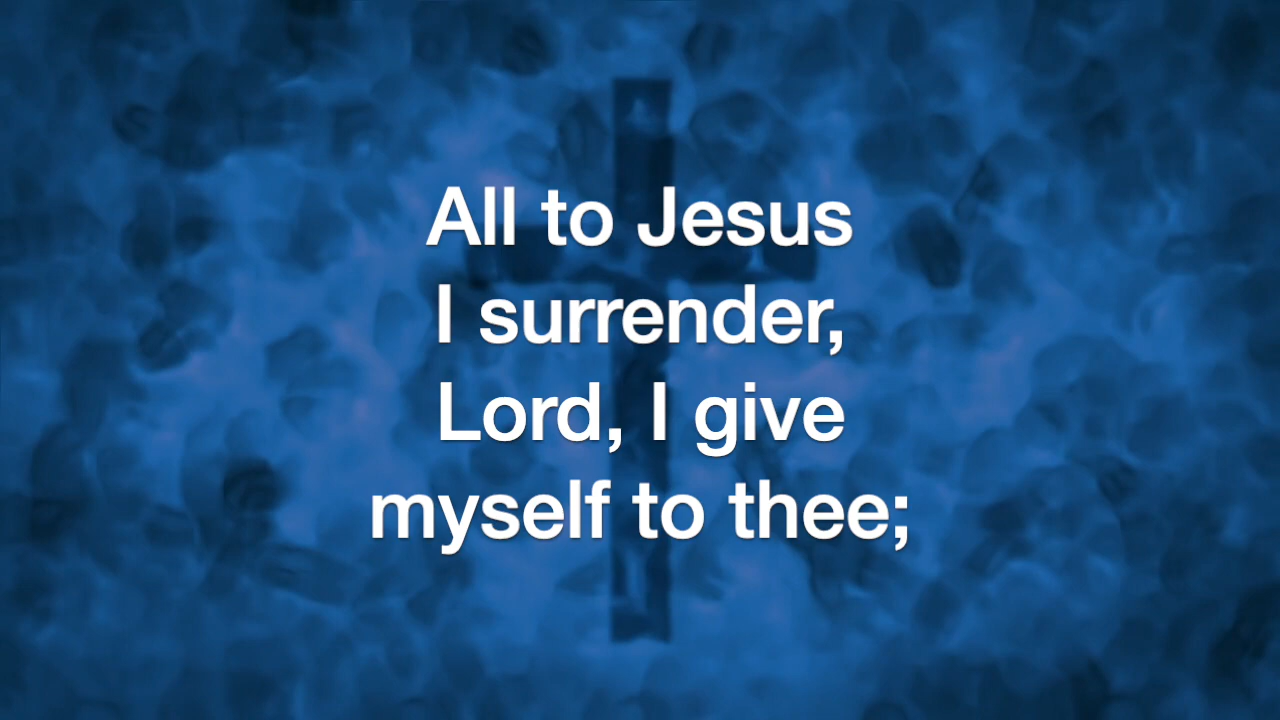 All to Jesus
I surrender,
Lord, I give
myself to thee;